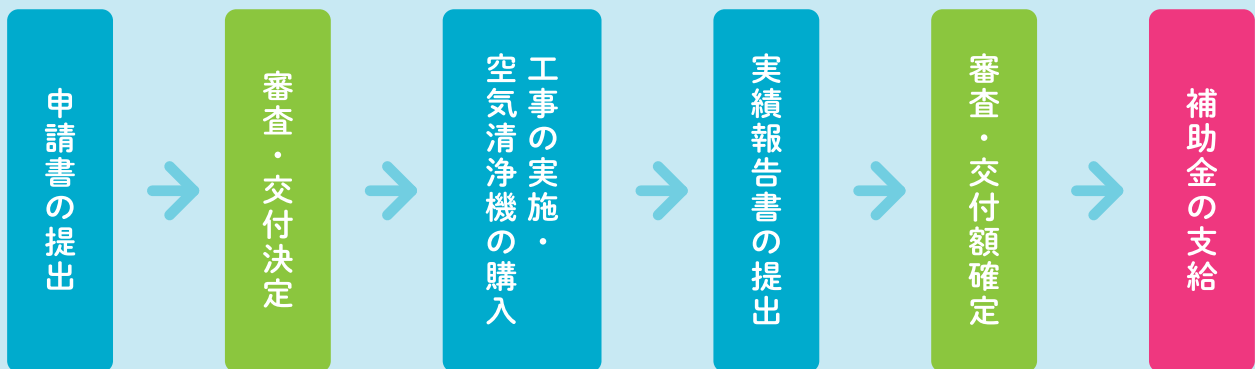 申請書の提出
審査・交付決定
工事の実施・
空気清浄機の購入
実績報告書の提出
審査・交付額確定
補助金の支給